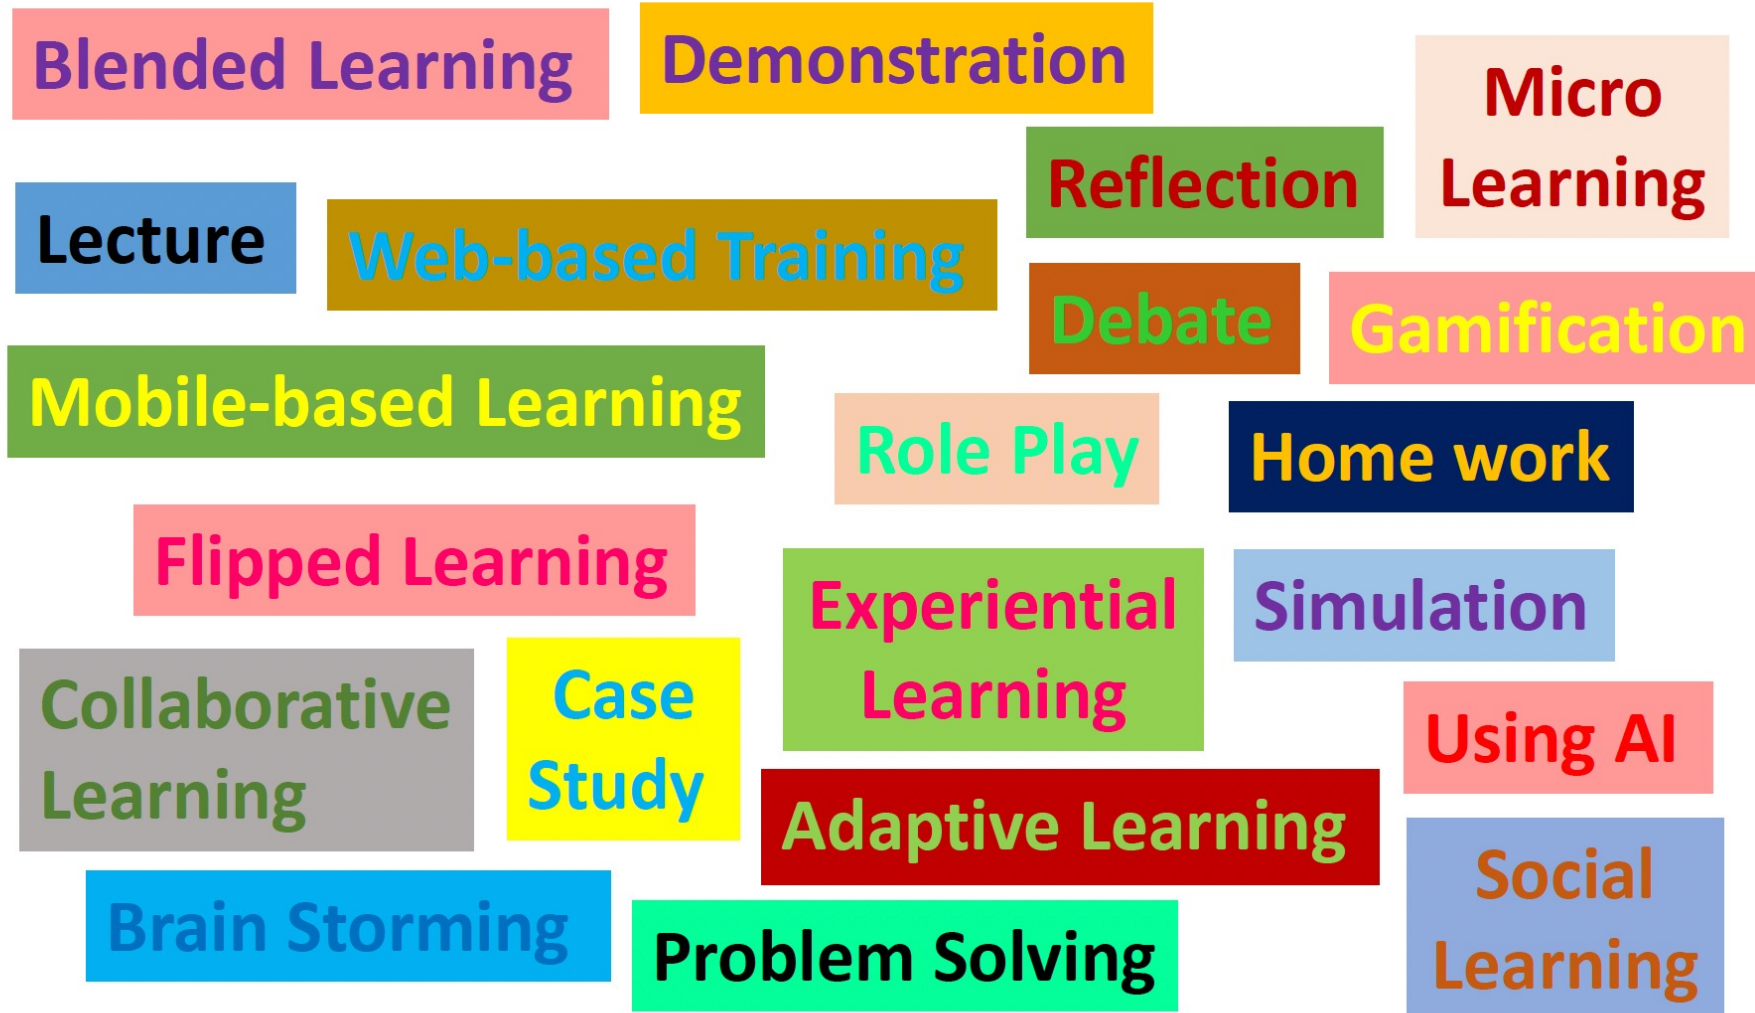 Blended Learning
Demonstration
Micro
Learning
Reflection
Lecture
Web-based Training
Debate
Gamification
Mobile-based Learning
Role Play
Home work
Flipped Learning
Experiential
Learning
Simulation
Collaborative
Learning
Case
Study
Using AI
Adaptive Learning
Social
Learning
Brain Storming
Problem Solving